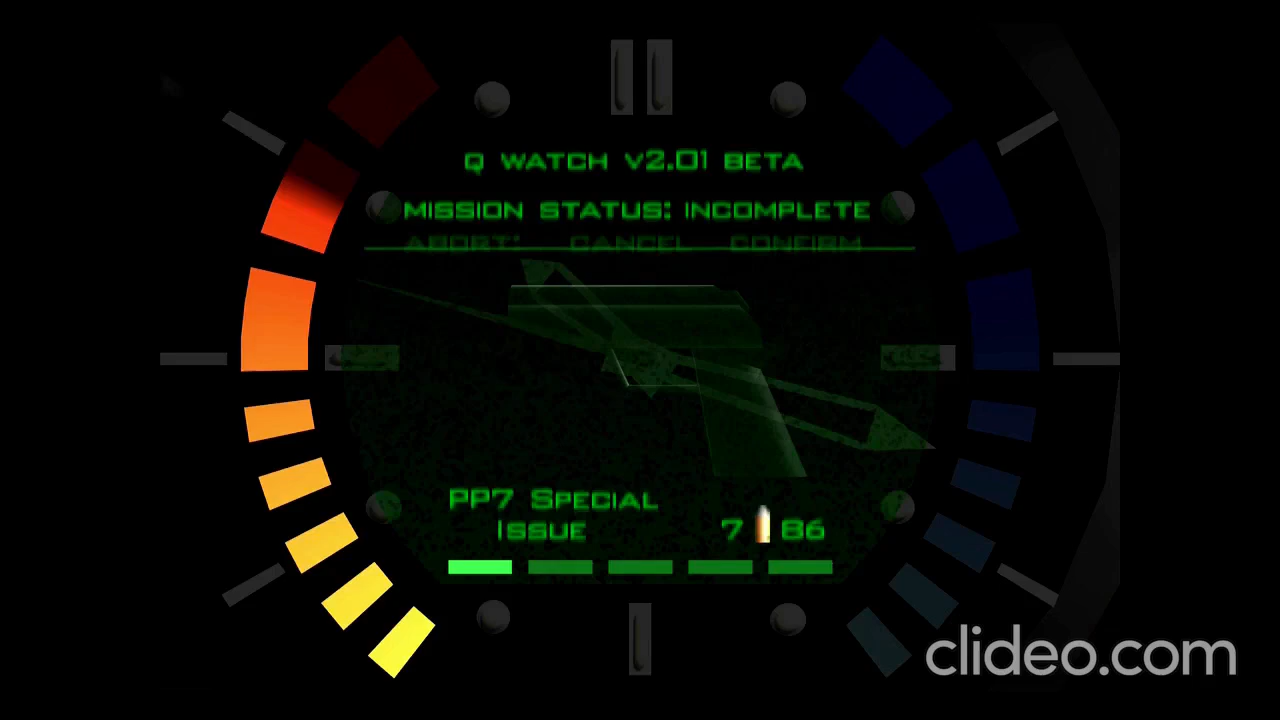 Q WATCH V2.01 BETA
MISSION STATUS: INCOMPLETE
ABORT: CANCEL CONFIRM
PP7 SPECIAL
ISSUE 7 86
clideo.com